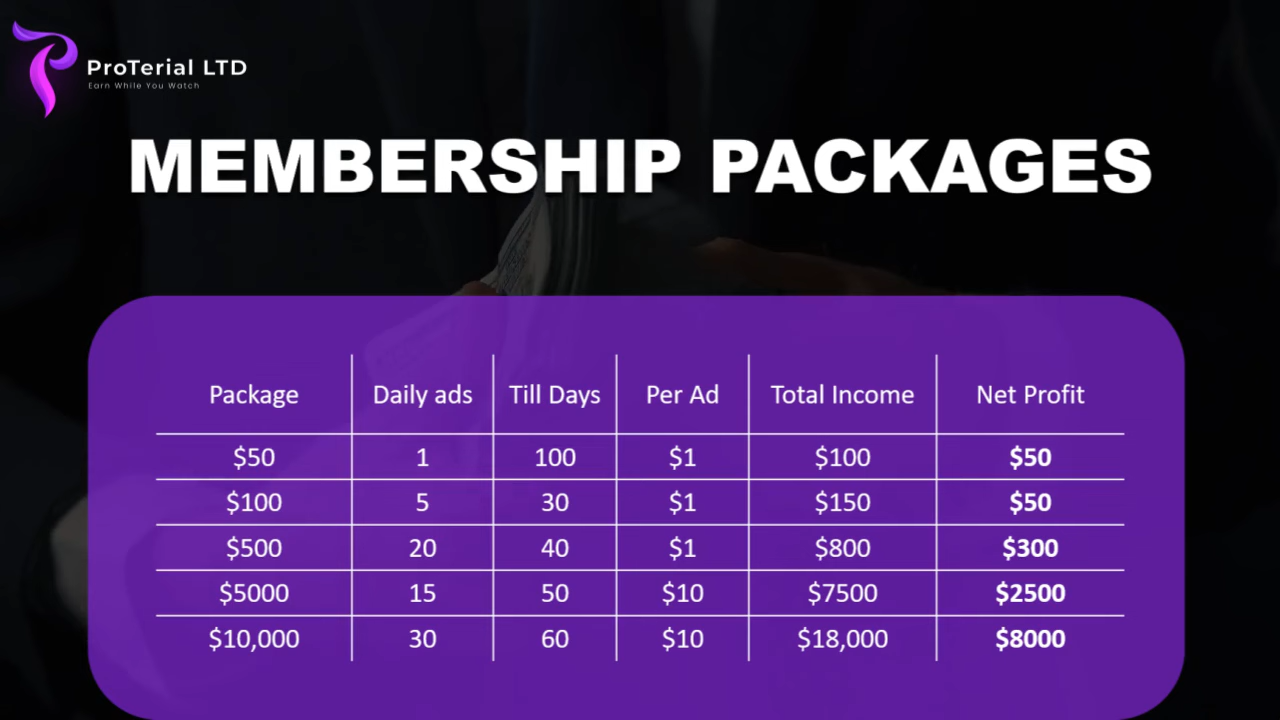 ProTerial LTD
Earn While You Watch
MEMBERSHIP PACKAGES
Package Daily ads Till Days Per Ad Total Income Net Profit
$50 1 100 $1 $100 $50
$100 5 30 $1 $150 $50
$500 20 40 $1 $800 $300
$5000 15 50 $10 $7500 $2500
$10,000 30 60 $10 $18,000 $8000